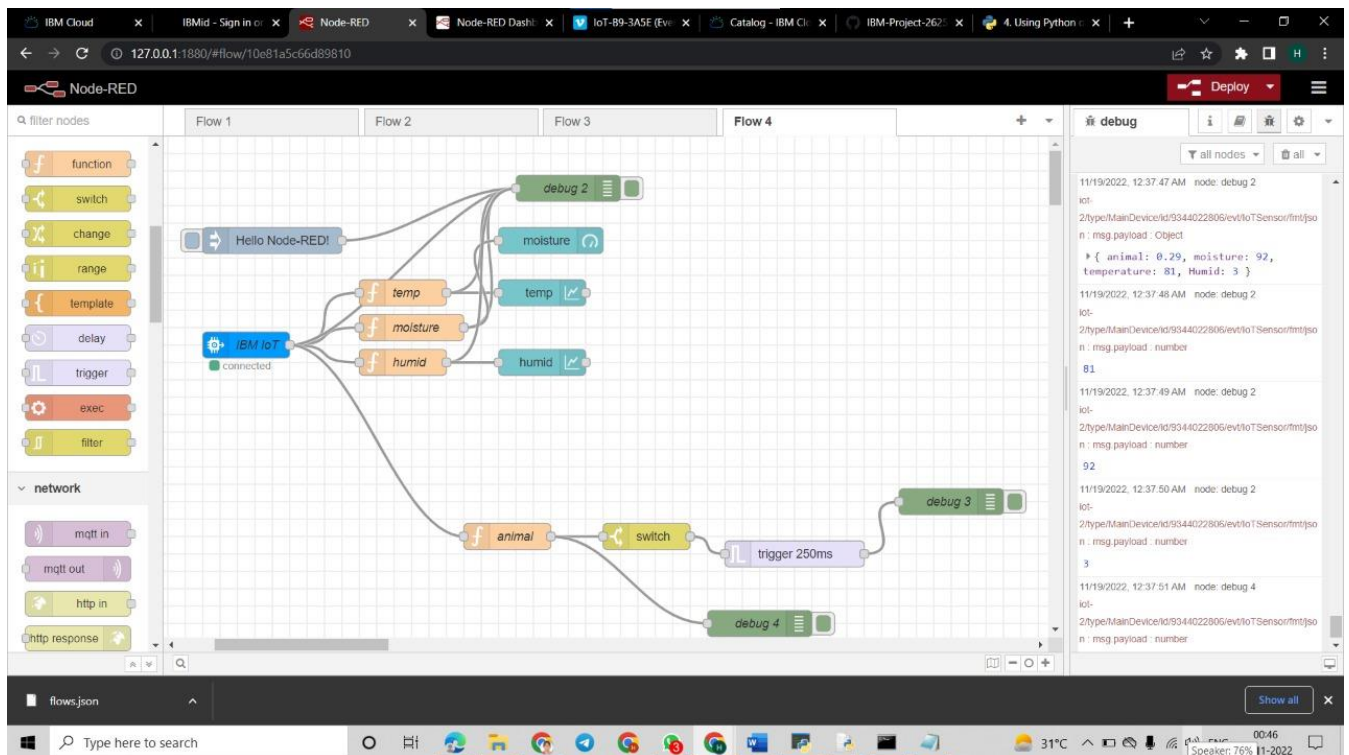 IBM Cloud
IBMid - Sign in or
Node-RED
Node-RED Dashb
IoT-B9-3A5E (Eve
Catalog - IBM Clo
IBM-Project-2625
4. Using Python
127.0.0.1:1880/#flow/10e81a5c66d89810
H
Node-RED
Deploy
filter nodes
Flow 1
Flow 2
Flow 3
Flow 4
debug
i
all nodes
all
function
switch
change
range
template
delay
trigger
exec
filter
network
mqtt in
mqtt out
http in
http response
debug 2
Hello Node-RED!
moisture
temp
temp
moisture
IBM IoT
connected
humid
humid
debug 3
animal
switch
trigger 250ms
debug 4
11/19/2022, 12:37:47 AM node: debug 2
iot-
2/type/MainDevice/id/9344022806/evt/IoTSensor/fmt/jso
n : msg.payload : Object
{ animal: 0.29, moisture: 92,
temperature: 81, Humid: 3 }
11/19/2022, 12:37:48 AM node: debug 2
iot-
2/type/MainDevice/id/9344022806/evt/IoTSensor/fmt/jso
n : msg.payload : number
81
11/19/2022, 12:37:49 AM node: debug 2
iot-
2/type/MainDevice/id/9344022806/evt/IoTSensor/fmt/jso
n : msg.payload : number
92
11/19/2022, 12:37:50 AM node: debug 2
iot-
2/type/MainDevice/id/9344022806/evt/IoTSensor/fmt/jso
n : msg.payload : number
3
11/19/2022, 12:37:51 AM node: debug 4
iot-
2/type/MainDevice/id/9344022806/evt/IoTSensor/fmt/jso
n : msg.payload : number
flows.json
Show all
Type here to search
31°C
00:46
Speaker: 76%
11-2022